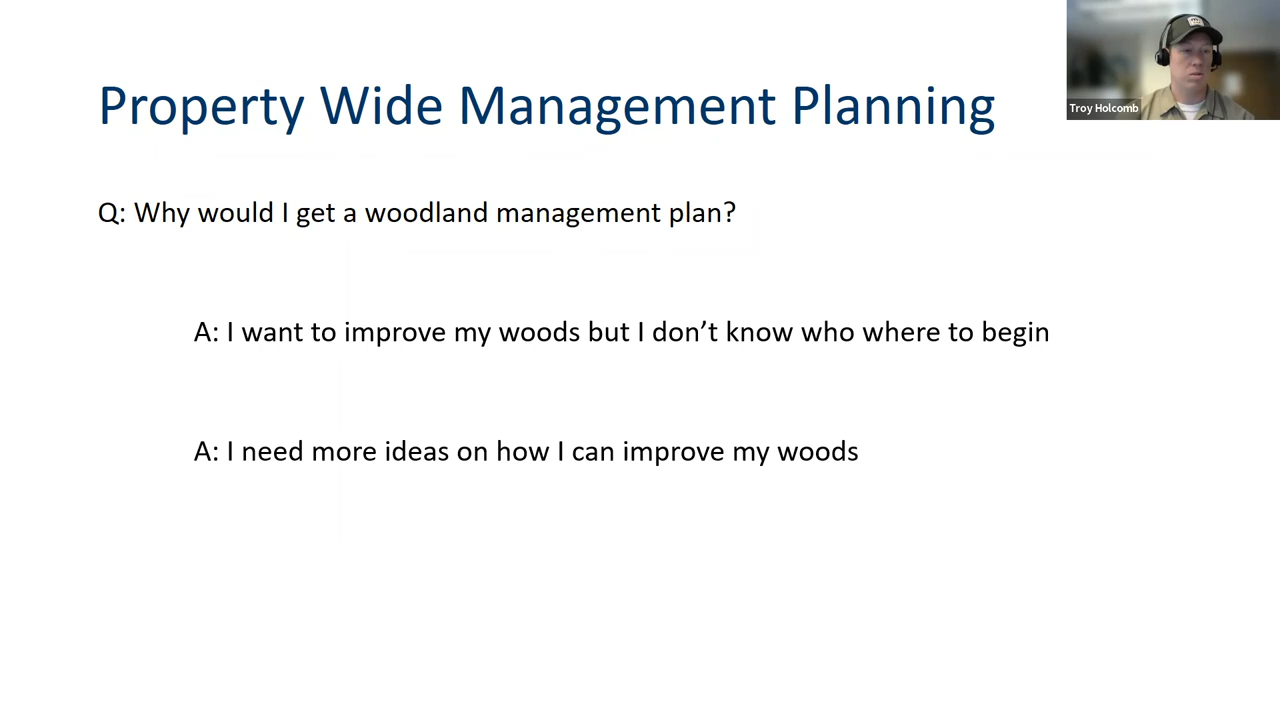 Property Wide Management Planning
Troy Holcomb
Q: Why would I get a woodland management plan?
A: I want to improve my woods but I don’t know who where to begin
A: I need more ideas on how I can improve my woods